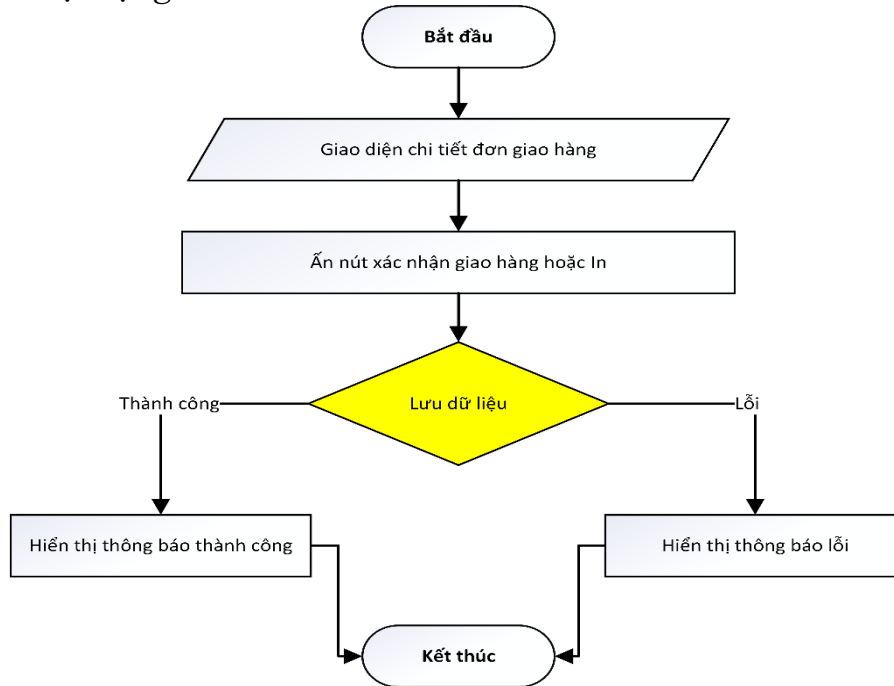 Bắt đầu
Giao diện chi tiết đơn giao hàng
Ấn nút xác nhận giao hàng hoặc In
Thành công
Lưu dữ liệu
Lỗi
Hiển thị thông báo thành công
Hiển thị thông báo lỗi
Kết thúc